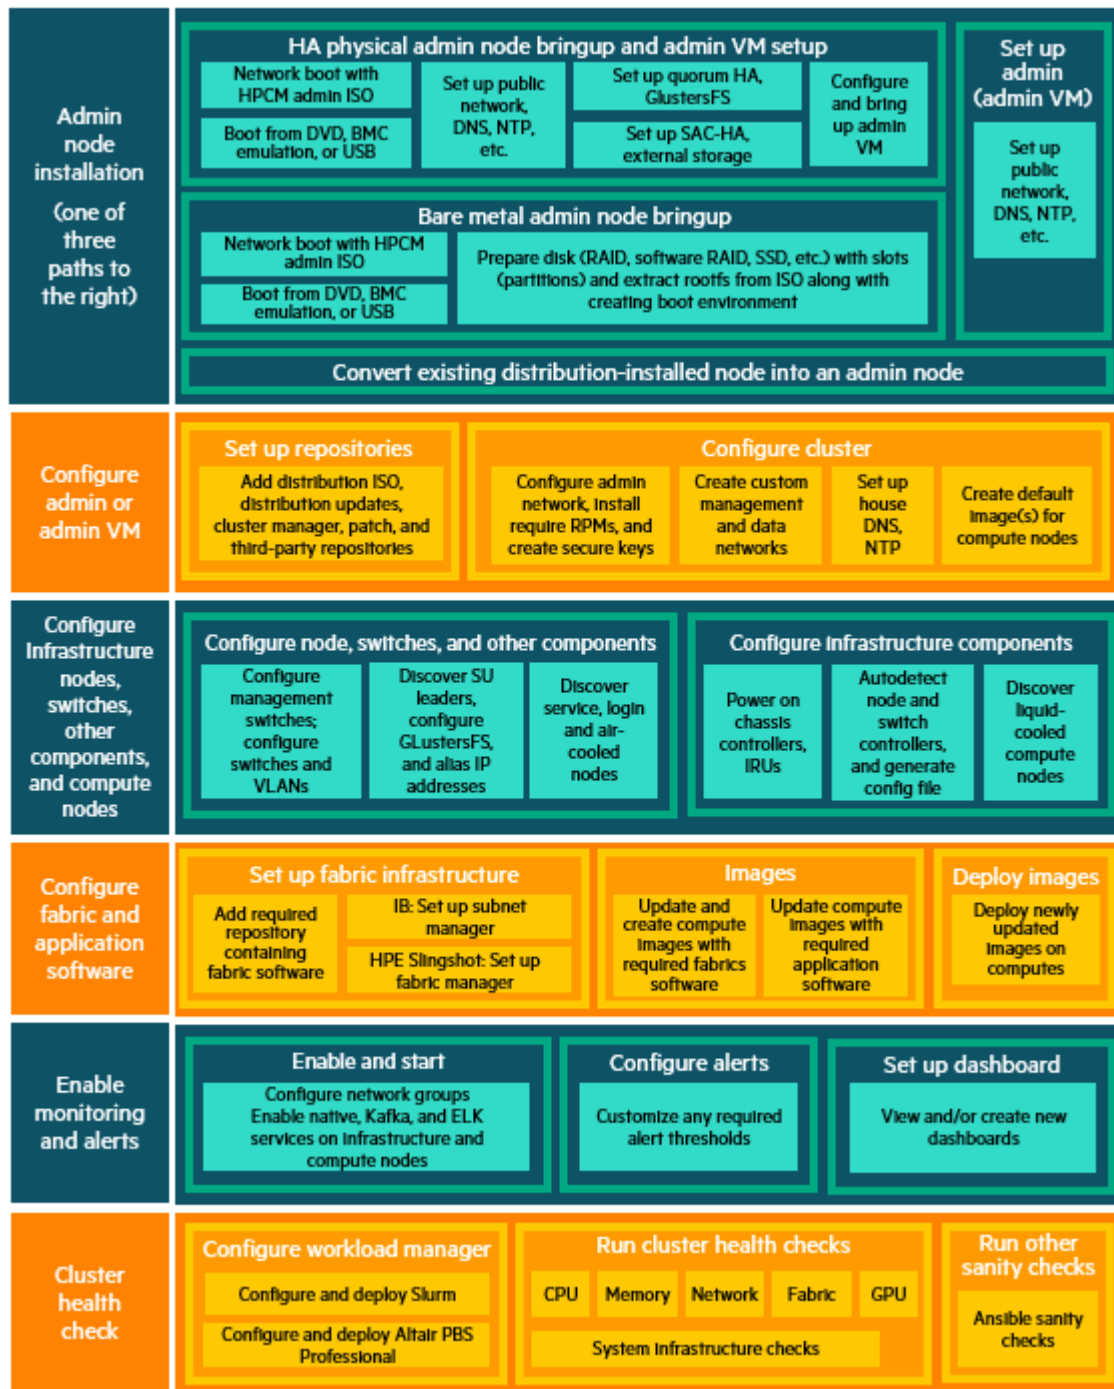 Admin
node
installation
(one of
three
paths to
the right)
HA physical admin node bringup and admin VM setup
Network boot with
HPCM admin ISO
Boot from DVD, BMC
emulation, or USB
Set up public
network,
DNS, NTP,
etc.
Set up quorum HA,
GlustersFS
Set up SAC-HA,
external storage
Configure
and bring
up admin
VM
Set up
admin
(admin VM)
Set up
public
network,
DNS, NTP,
etc.
Bare metal admin node bringup
Network boot with HPCM
admin ISO
Boot from DVD, BMC
emulation, or USB
Prepare disk (RAID, software RAID, SSD, etc.) with slots
(partitions) and extract rootfs from ISO along with
creating boot environment
Convert existing distribution-installed node into an admin node
Configure
admin or
admin VM
Set up repositories
Add distribution ISO,
distribution updates,
cluster manager, patch, and
third-party repositories
Configure cluster
Configure admin
network, install
require RPMs, and
create secure keys
Create custom
management
and data
networks
Set up
house
DNS,
NTP
Create default
image(s) for
compute nodes
Configure
Infrastructure
nodes,
switches,
other
components,
and compute
nodes
Configure node, switches, and other components
Configure
management
switches;
configure
switches and
VLANs
Discover SU
leaders,
configure
GLustersFS,
and alias IP
addresses
Discover
service, login
and air-
cooled
nodes
Configure infrastructure components
Power on
chassis
controllers,
IRUs
Autodetect
node and
switch
controllers,
and generate
config file
Discover
liquid-
cooled
compute
nodes
Configure
fabric and
application
software
Set up fabric infrastructure
Add required
repository
containing
fabric software
IB: Set up subnet
manager
HPE Slingshot: Set up
fabric manager
Images
Update and
create compute
images with
required fabrics
software
Update compute
images with
required
application
software
Deploy images
Deploy newly
updated
images on
computes
Enable
monitoring
and alerts
Enable and start
Configure network groups
Enable native, Kafka, and ELK
services on infrastructure and
compute nodes
Configure alerts
Customize any required
alert thresholds
Set up dashboard
View and/or create new
dashboards
Cluster
health
check
Configure workload manager
Configure and deploy Slurm
Configure and deploy Altair PBS
Professional
Run cluster health checks
CPU
Memory
Network
Fabric
GPU
System infrastructure checks
Run other
sanity checks
Ansible sanity
checks